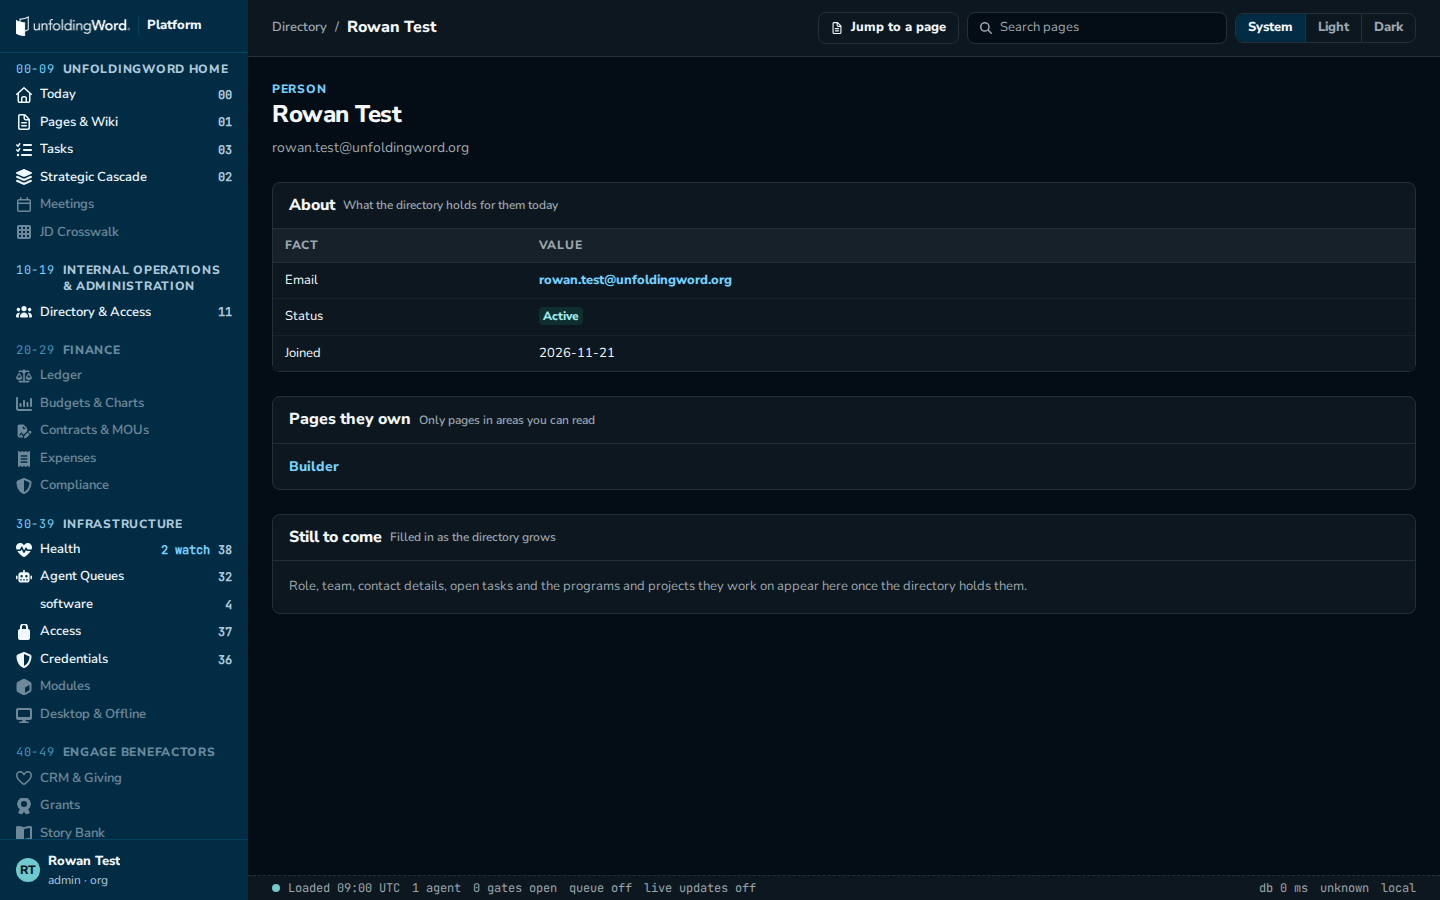 unfoldingWord. Platform
00-09 UNFOLDINGWORD HOME
Today 00
Pages & Wiki 01
Tasks 03
Strategic Cascade 02
Meetings
JD Crosswalk
10-19 INTERNAL OPERATIONS
& ADMINISTRATION
Directory & Access 11
20-29 FINANCE
Ledger
Budgets & Charts
Contracts & MOUs
Expenses
Compliance
30-39 INFRASTRUCTURE
Health 2 watch 38
Agent Queues 32
software 4
Access 37
Credentials 36
Modules
Desktop & Offline
40-49 ENGAGE BENEFACTORS
CRM & Giving
Grants
Story Bank
RT Rowan Test
admin · org
Directory / Rowan Test
Jump to a page
Search pages
System Light Dark
PERSON
Rowan Test
rowan.test@unfoldingword.org
About What the directory holds for them today
FACT VALUE
Email rowan.test@unfoldingword.org
Status Active
Joined 2026-11-21
Pages they own Only pages in areas you can read
Builder
Still to come Filled in as the directory grows
Role, team, contact details, open tasks and the programs and projects they work on appear here once the directory holds them.
Loaded 09:00 UTC 1 agent 0 gates open queue off live updates off db 0 ms unknown local